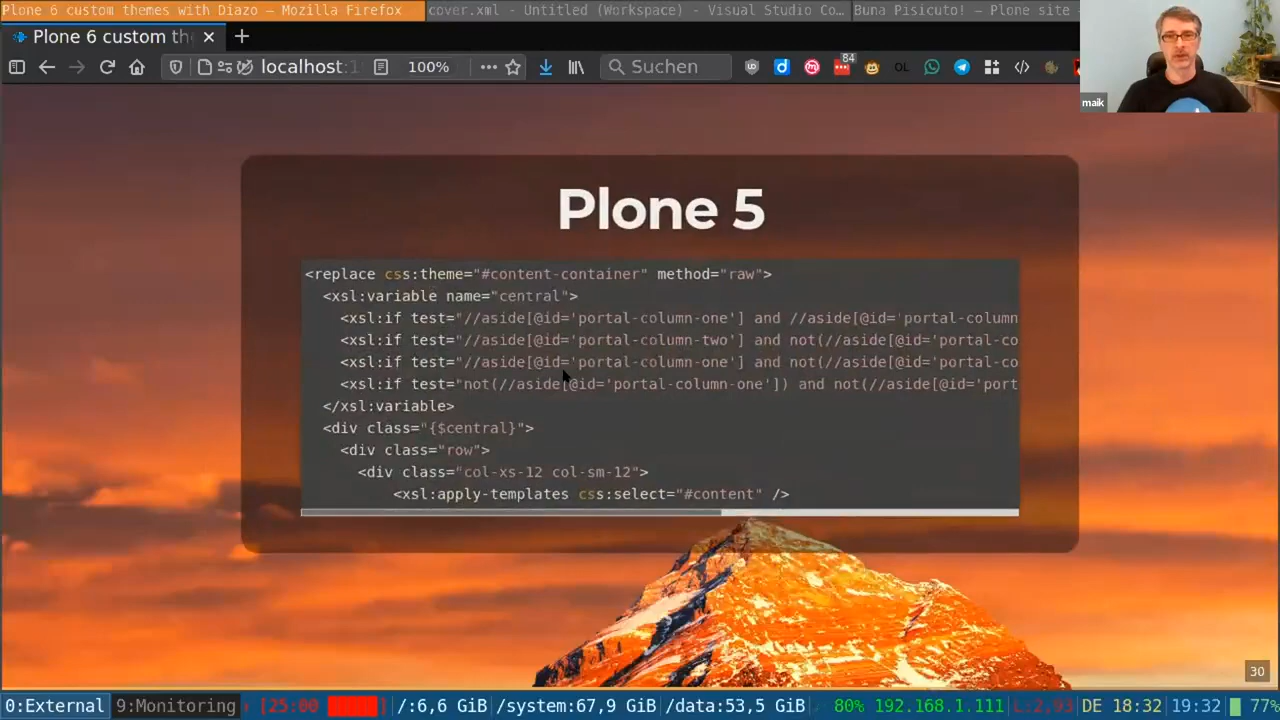 Plone 6 custom themes with Diazo — Mozilla Firefox
cover.xml - Untitled (Workspace) - Visual Studio Co…
Buna Pisicuto! — Plone site
Plone 6 custom th
localhost:
100%
Suchen
84
OL
maik
Plone 5
<replace css:theme="#content-container" method="raw">
<xsl:variable name="central">
<xsl:if test="//aside[@id='portal-column-one'] and //aside[@id='portal-column
<xsl:if test="//aside[@id='portal-column-two'] and not(//aside[@id='portal-co
<xsl:if test="//aside[@id='portal-column-one'] and not(//aside[@id='portal-co
<xsl:if test="not(//aside[@id='portal-column-one']) and not(//aside[@id='port
</xsl:variable>
<div class="{$central}">
<div class="row">
<div class="col-xs-12 col-sm-12">
<xsl:apply-templates css:select="#content" />
30
0:External 9:Monitoring [25:00 /:6,6 GiB /system:67,9 GiB /data:53,5 GiB 80% 192.168.1.111 L:2,93 DE 18:32 19:32 77%